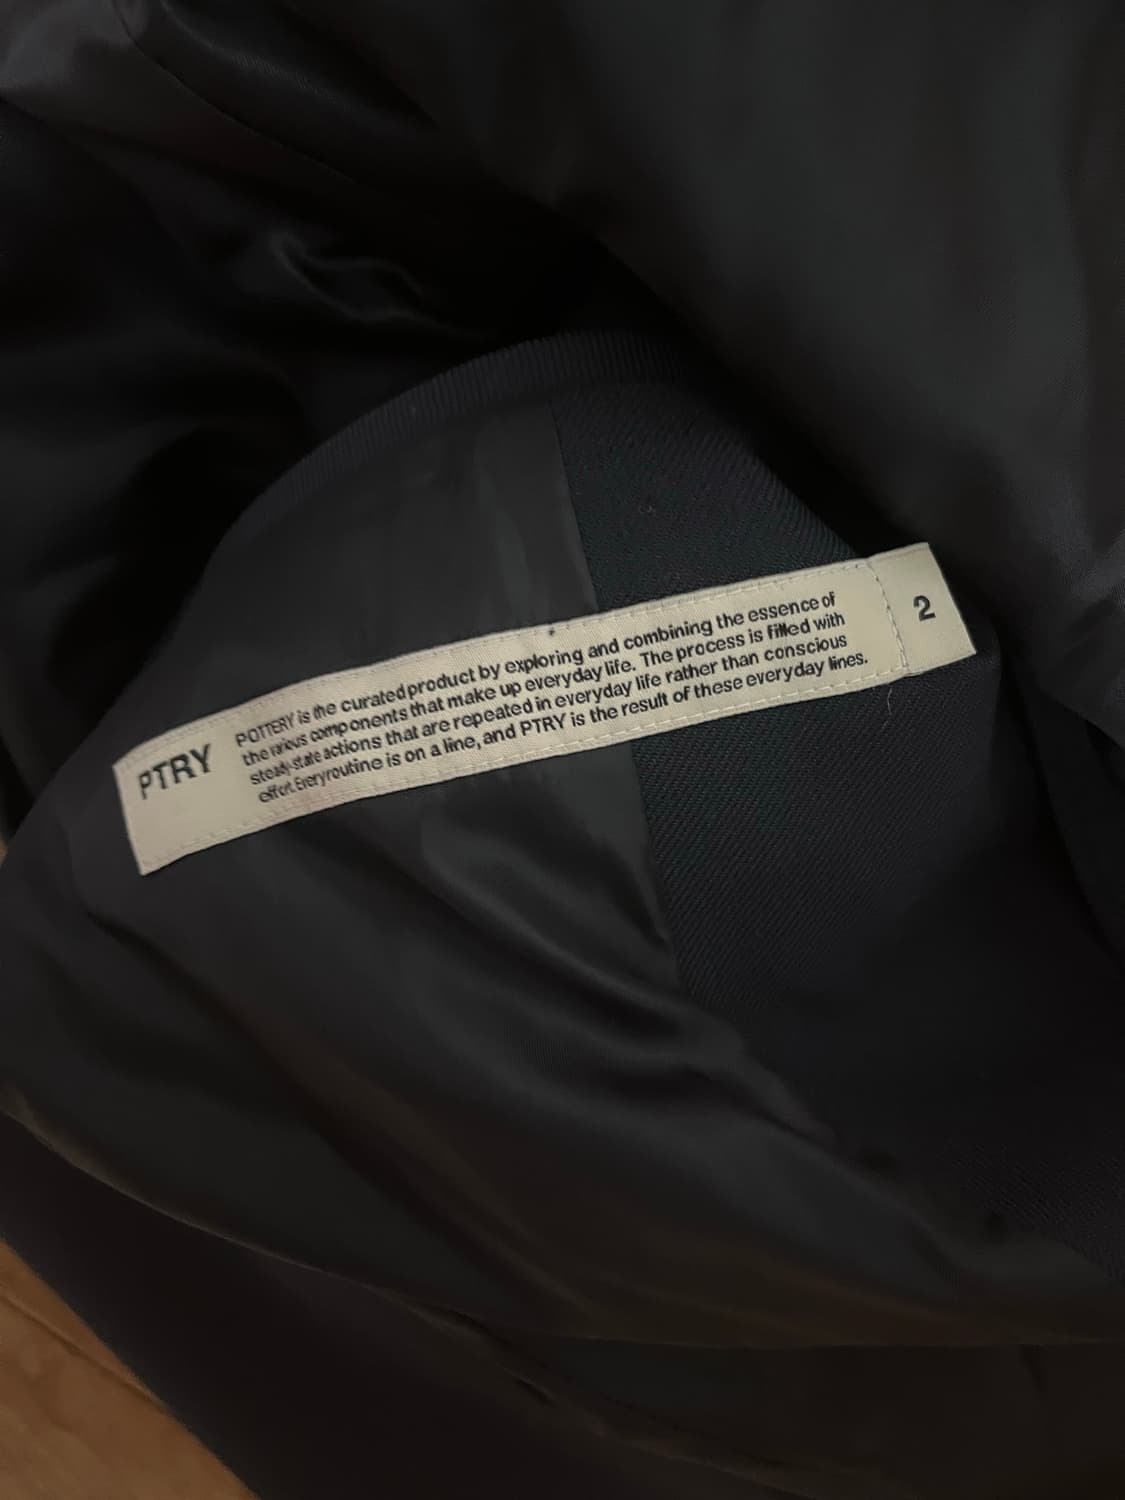 PTRY
POTTERY is the curated product by exploring and combining the essence of
the various components that make up everyday life. The process is filled with
steady-state actions that are repeated in everyday life rather than conscious
effort. Every routine is on a line, and PTRY is the result of these everyday lines.
2